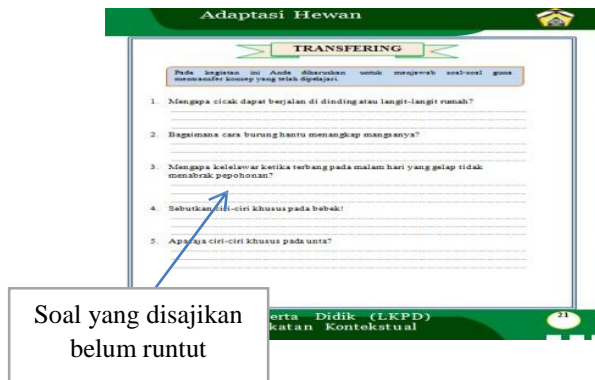 Adaptasi Hewan
TRANSFERING
Pada kegiatan ini Anda diharuskan untuk menjawab soal-soal guna
mentransfer konsep yang telah dipelajari.
1. Mengapa cicak dapat berjalan di dinding atau langit-langit rumah?
2. Bagaimana cara burung hantu menangkap mangsanya?
3. Mengapa kelelawar ketika terbang pada malam hari yang gelap tidak
menabrak pepohonan?
4. Sebutkan ciri-ciri khusus pada bebek!
5. Apa saja ciri-ciri khusus pada unta?
Soal yang disajikan
belum runtut
erta Didik (LKPD)
katan Kontekstual
21